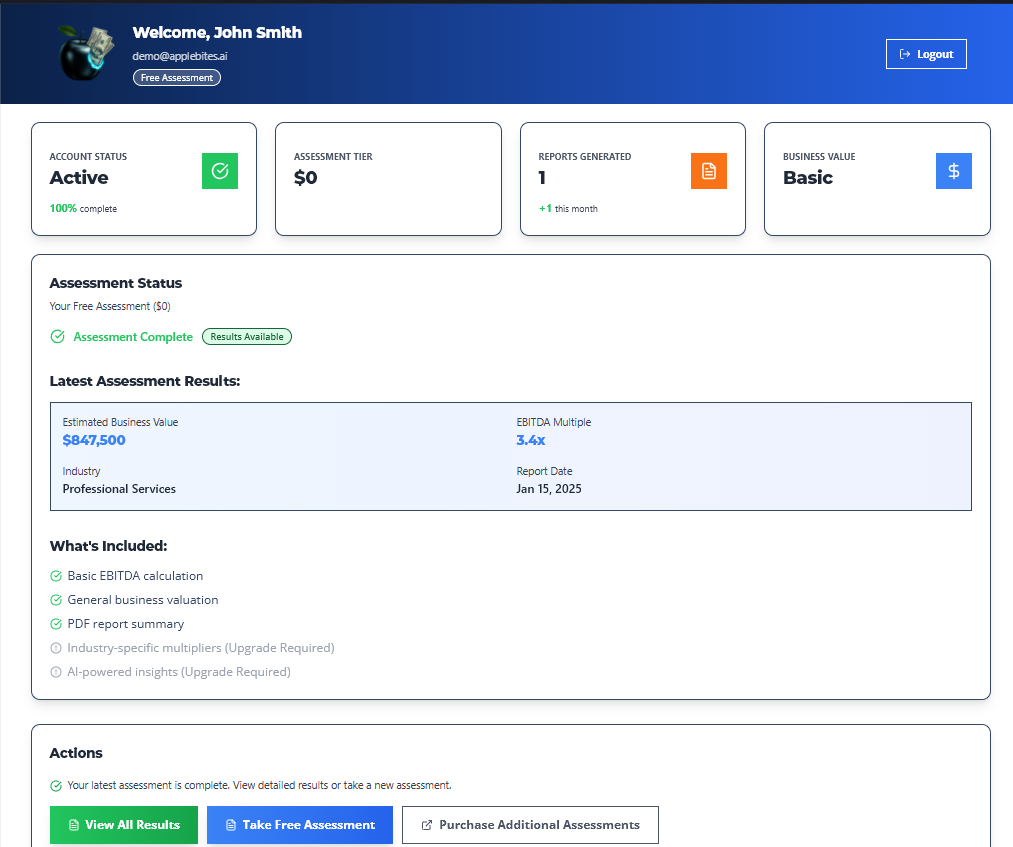 Welcome, John Smith
demo@applebites.ai
Free Assessment
Logout
ACCOUNT STATUS
Active
100% complete
ASSESSMENT TIER
$0
REPORTS GENERATED
1
+1 this month
BUSINESS VALUE
Basic
Assessment Status
Your Free Assessment ($0)
Assessment Complete
Results Available
Latest Assessment Results:
Estimated Business Value
$847,500
EBITDA Multiple
3.4x
Industry
Professional Services
Report Date
Jan 15, 2025
What's Included:
Basic EBITDA calculation
General business valuation
PDF report summary
Industry-specific multipliers (Upgrade Required)
AI-powered insights (Upgrade Required)
Actions
Your latest assessment is complete. View detailed results or take a new assessment.
View All Results
Take Free Assessment
Purchase Additional Assessments